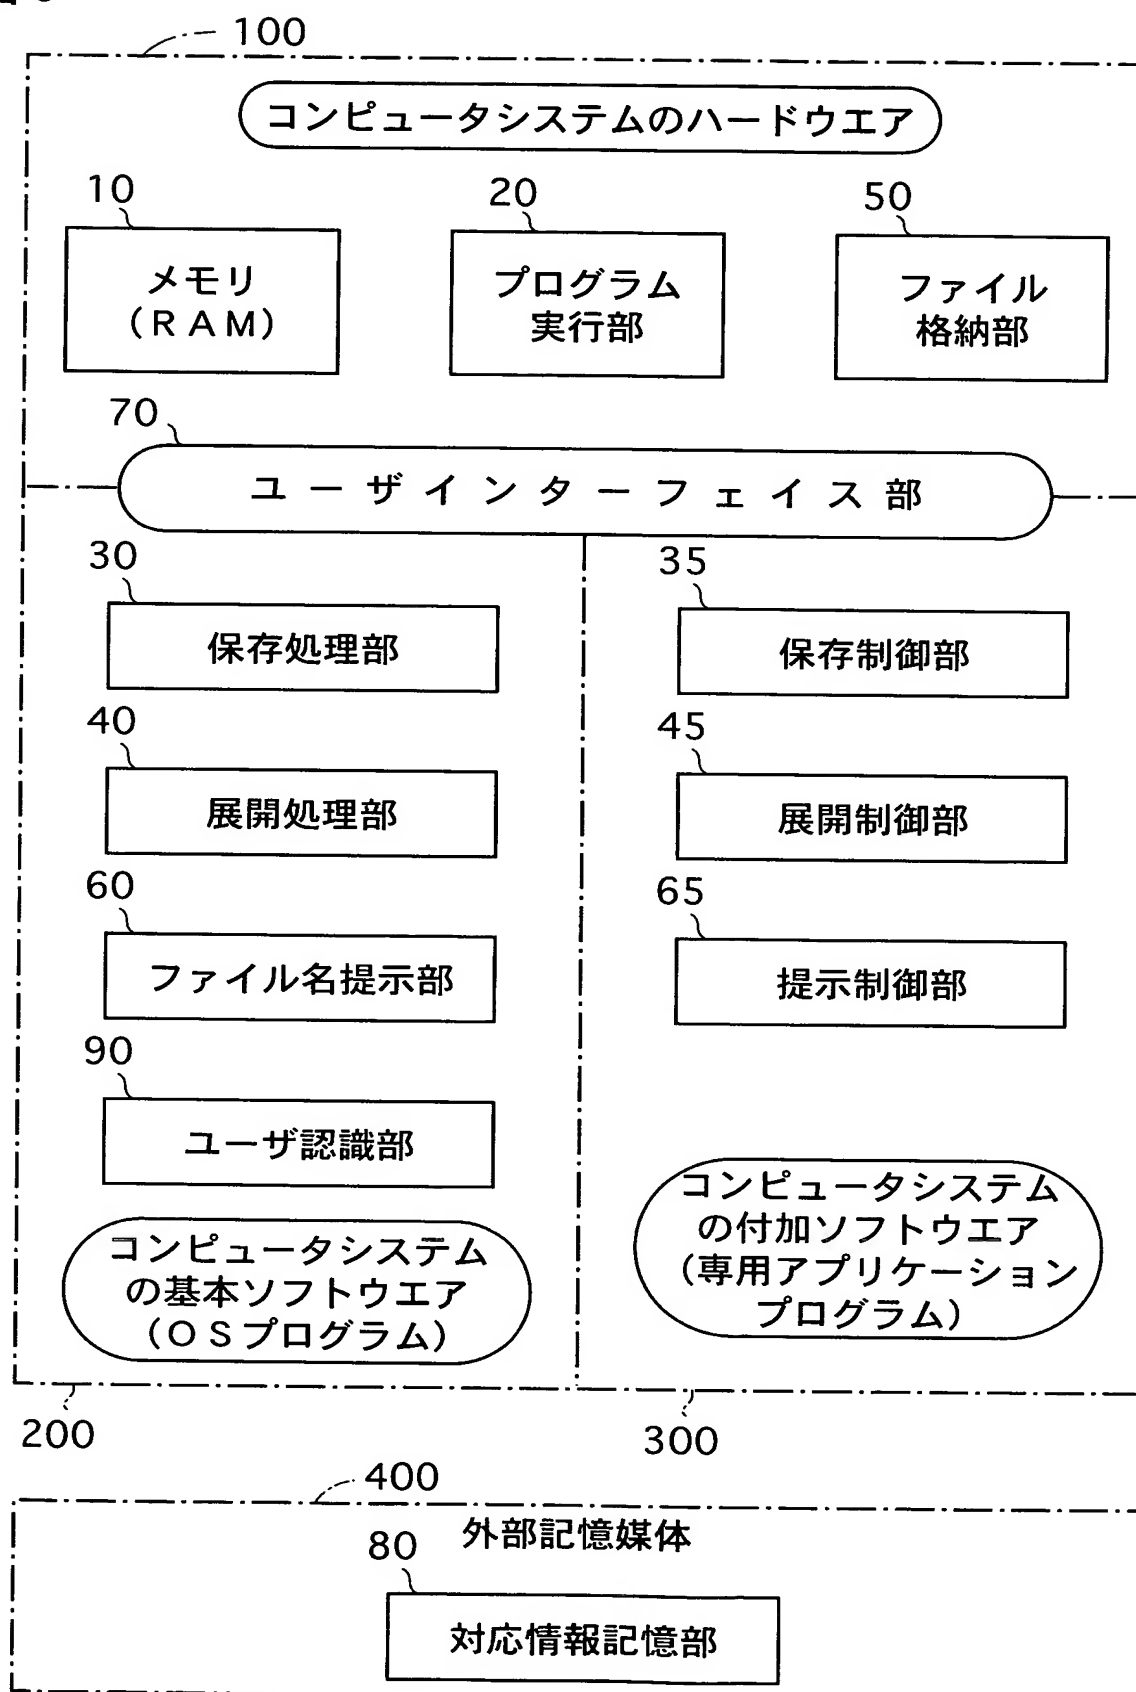 100
コンピュータシステムのハードウエア
10
20
50
メモリ
(RAM)
プログラム
実行部
ファイル
格納部
70
ユーザインターフェイス部
30
35
保存処理部
保存制御部
40
45
展開処理部
展開制御部
60
65
ファイル名提示部
提示制御部
90
ユーザ認識部
コンピュータシステム
の基本ソフトウエア
(OSプログラム)
コンピュータシステム
の付加ソフトウエア
(専用アプリケーション
プログラム)
200
300
400
外部記憶媒体
80
対応情報記憶部